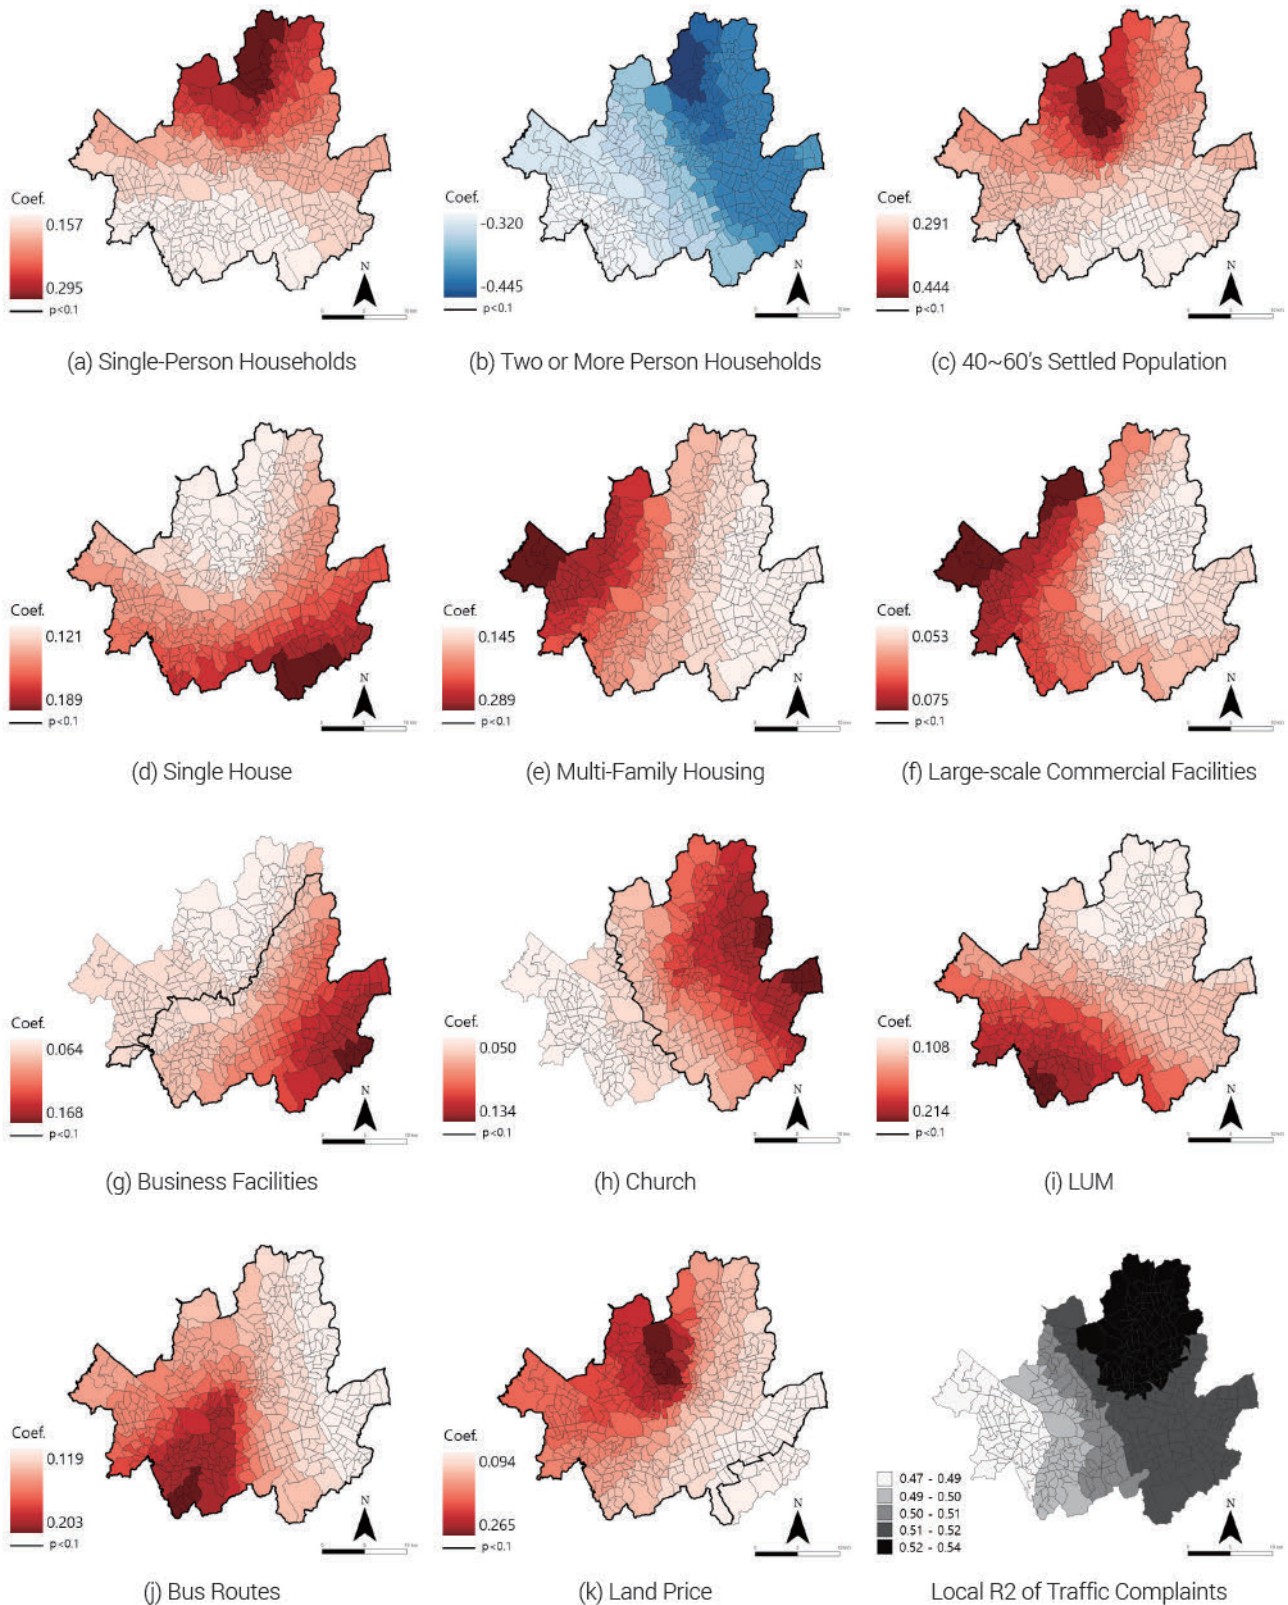 Coef.
0.157
0.295
p<0.1
N
(a) Single-Person Households
Coef.
-0.320
-0.445
p<0.1
N
(b) Two or More Person Households
Coef.
0.291
0.444
p<0.1
N
(c) 40~60's Settled Population
Coef.
0.121
0.189
p<0.1
N
(d) Single House
Coef.
0.145
0.289
p<0.1
N
(e) Multi-Family Housing
Coef.
0.053
0.075
p<0.1
N
(f) Large-scale Commercial Facilities
Coef.
0.064
0.168
p<0.1
N
(g) Business Facilities
Coef.
0.050
0.134
p<0.1
N
(h) Church
Coef.
0.108
0.214
p<0.1
N
(i) LUM
Coef.
0.119
0.203
p<0.1
N
(j) Bus Routes
Coef.
0.094
0.265
p<0.1
N
(k) Land Price
0.47 - 0.49
0.49 - 0.50
0.50 - 0.51
0.51 - 0.52
0.52 - 0.54
N
Local R2 of Traffic Complaints